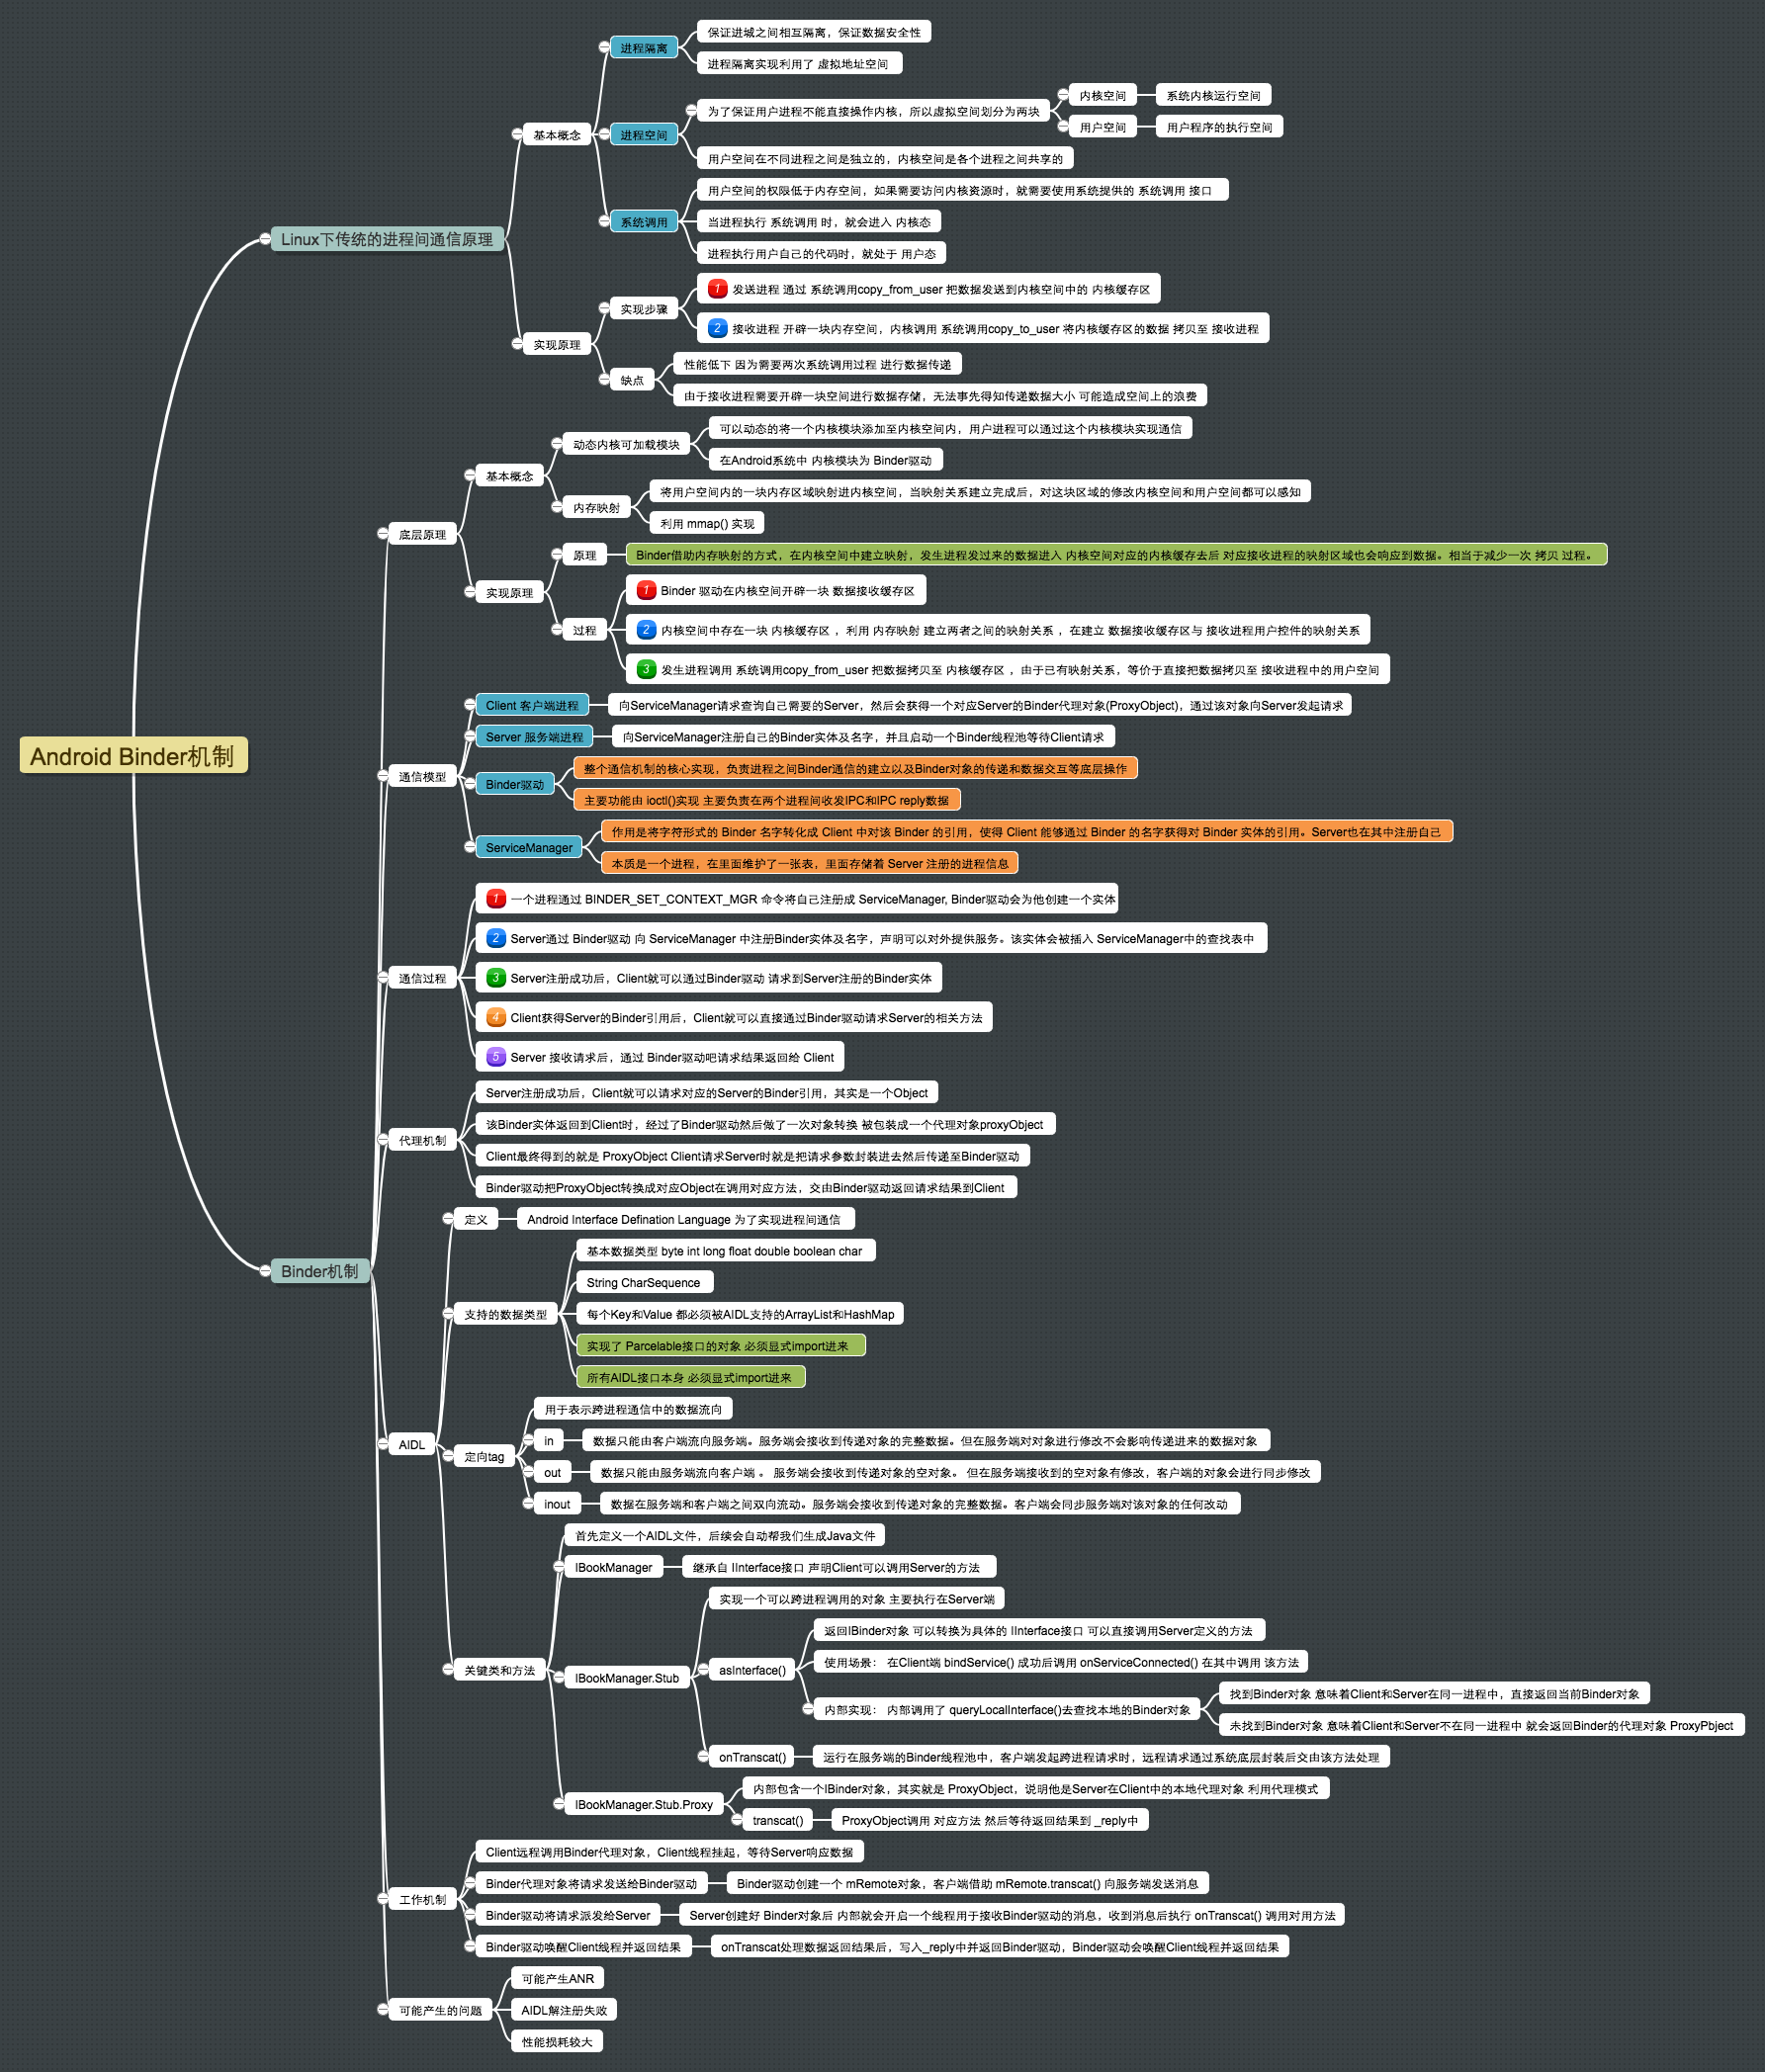 Android Binder机制
Linux下传统的进程间通信原理
基本概念
进程隔离
保证进城之间相互隔离，保证数据安全性
进程隔离实现利用了 虚拟地址空间
进程空间
为了保证用户进程不能直接操作内核，所以虚拟空间划分为两块
内核空间
系统内核运行空间
用户空间
用户程序的执行空间
用户空间在不同进程之间是独立的，内核空间是各个进程之间共享的
系统调用
用户空间的权限低于内存空间，如果需要访问内核资源时，就需要使用系统提供的 系统调用 接口
当进程执行 系统调用 时，就会进入 内核态
进程执行用户自己的代码时，就处于 用户态
实现原理
实现步骤
1 发送进程 通过 系统调用copy_from_user 把数据发送到内核空间中的 内核缓存区
2 接收进程 开辟一块内存空间，内核调用 系统调用copy_to_user 将内核缓存区的数据 拷贝至 接收进程
缺点
性能低下 因为需要两次系统调用过程 进行数据传递
由于接收进程需要开辟一块空间进行数据存储，无法事先得知传递数据大小 可能造成空间上的浪费
Binder机制
底层原理
基本概念
动态内核可加载模块
可以动态的将一个内核模块添加至内核空间内，用户进程可以通过这个内核模块实现通信
在Android系统中 内核模块为 Binder驱动
内存映射
将用户空间内的一块内存区域映射进内核空间，当映射关系建立完成后，对这块区域的修改内核空间和用户空间都可以感知
利用 mmap() 实现
实现原理
原理
Binder借助内存映射的方式，在内核空间中建立映射，发生进程发过来的数据进入 内核空间对应的内核缓存去后 对应接收进程的映射区域也会响应到数据。相当于减少一次 拷贝 过程。
过程
1 Binder 驱动在内核空间开辟一块 数据接收缓存区
2 内核空间中存在一块 内核缓存区 ，利用 内存映射 建立两者之间的映射关系 ，在建立 数据接收缓存区与 接收进程用户控件的映射关系
3 发生进程调用 系统调用copy_from_user 把数据拷贝至 内核缓存区 ，由于已有映射关系，等价于直接把数据拷贝至 接收进程中的用户空间
通信模型
Client 客户端进程
向ServiceManager请求查询自己需要的Server，然后会获得一个对应Server的Binder代理对象(ProxyObject)，通过该对象向Server发起请求
Server 服务端进程
向ServiceManager注册自己的Binder实体及名字，并且启动一个Binder线程池等待Client请求
Binder驱动
整个通信机制的核心实现，负责进程之间Binder通信的建立以及Binder对象的传递和数据交互等底层操作
主要功能由 ioctl()实现 主要负责在两个进程间收发IPC和IPC reply数据
ServiceManager
作用是将字符形式的 Binder 名字转化成 Client 中对该 Binder 的引用，使得 Client 能够通过 Binder 的名字获得对 Binder 实体的引用。Server也在其中注册自己
本质是一个进程，在里面维护了一张表，里面存储着 Server 注册的进程信息
通信过程
1 一个进程通过 BINDER_SET_CONTEXT_MGR 命令将自己注册成 ServiceManager, Binder驱动会为他创建一个实体
2 Server通过 Binder驱动 向 ServiceManager 中注册Binder实体及名字，声明可以对外提供服务。该实体会被插入 ServiceManager中的查找表中
3 Server注册成功后，Client就可以通过Binder驱动 请求到Server注册的Binder实体
4 Client获得Server的Binder引用后，Client就可以直接通过Binder驱动请求Server的相关方法
5 Server 接收请求后，通过 Binder驱动吧请求结果返回给 Client
代理机制
Server注册成功后，Client就可以请求对应的Server的Binder引用，其实是一个Object
该Binder实体返回到Client时，经过了Binder驱动然后做了一次对象转换 被包装成一个代理对象proxyObject
Client最终得到的就是 ProxyObject Client请求Server时就是把请求参数封装进去然后传递至Binder驱动
Binder驱动把ProxyObject转换成对应Object在调用对应方法，交由Binder驱动返回请求结果到Client
AIDL
定义
Android Interface Defination Language 为了实现进程间通信
支持的数据类型
基本数据类型 byte int long float double boolean char
String CharSequence
每个Key和Value 都必须被AIDL支持的ArrayList和HashMap
实现了 Parcelable接口的对象 必须显式import进来
所有AIDL接口本身 必须显式import进来
定向tag
用于表示跨进程通信中的数据流向
in
数据只能由客户端流向服务端。服务端会接收到传递对象的完整数据。但在服务端对对象进行修改不会影响传递进来的数据对象
out
数据只能由服务端流向客户端 。 服务端会接收到传递对象的空对象。 但在服务端接收到的空对象有修改，客户端的对象会进行同步修改
inout
数据在服务端和客户端之间双向流动。服务端会接收到传递对象的完整数据。客户端会同步服务端对该对象的任何改动
关键类和方法
首先定义一个AIDL文件，后续会自动帮我们生成Java文件
IBookManager
继承自 IInterface接口 声明Client可以调用Server的方法
IBookManager.Stub
实现一个可以跨进程调用的对象 主要执行在Server端
asInterface()
返回IBinder对象 可以转换为具体的 IInterface接口 可以直接调用Server定义的方法
使用场景： 在Client端 bindService() 成功后调用 onServiceConnected() 在其中调用 该方法
内部实现： 内部调用了 queryLocalInterface()去查找本地的Binder对象
找到Binder对象 意味着Client和Server在同一进程中，直接返回当前Binder对象
未找到Binder对象 意味着Client和Server不在同一进程中 就会返回Binder的代理对象 ProxyPbject
onTranscat()
运行在服务端的Binder线程池中，客户端发起跨进程请求时，远程请求通过系统底层封装后交由该方法处理
IBookManager.Stub.Proxy
内部包含一个IBinder对象，其实就是 ProxyObject，说明他是Server在Client中的本地代理对象 利用代理模式
transcat()
ProxyObject调用 对应方法 然后等待返回结果到 _reply中
工作机制
Client远程调用Binder代理对象，Client线程挂起，等待Server响应数据
Binder代理对象将请求发送给Binder驱动
Binder驱动创建一个 mRemote对象，客户端借助 mRemote.transcat() 向服务端发送消息
Binder驱动将请求派发给Server
Server创建好 Binder对象后 内部就会开启一个线程用于接收Binder驱动的消息，收到消息后执行 onTranscat() 调用对用方法
Binder驱动唤醒Client线程并返回结果
onTranscat处理数据返回结果后，写入_reply中并返回Binder驱动，Binder驱动会唤醒Client线程并返回结果
可能产生的问题
可能产生ANR
AIDL解注册失败
性能损耗较大